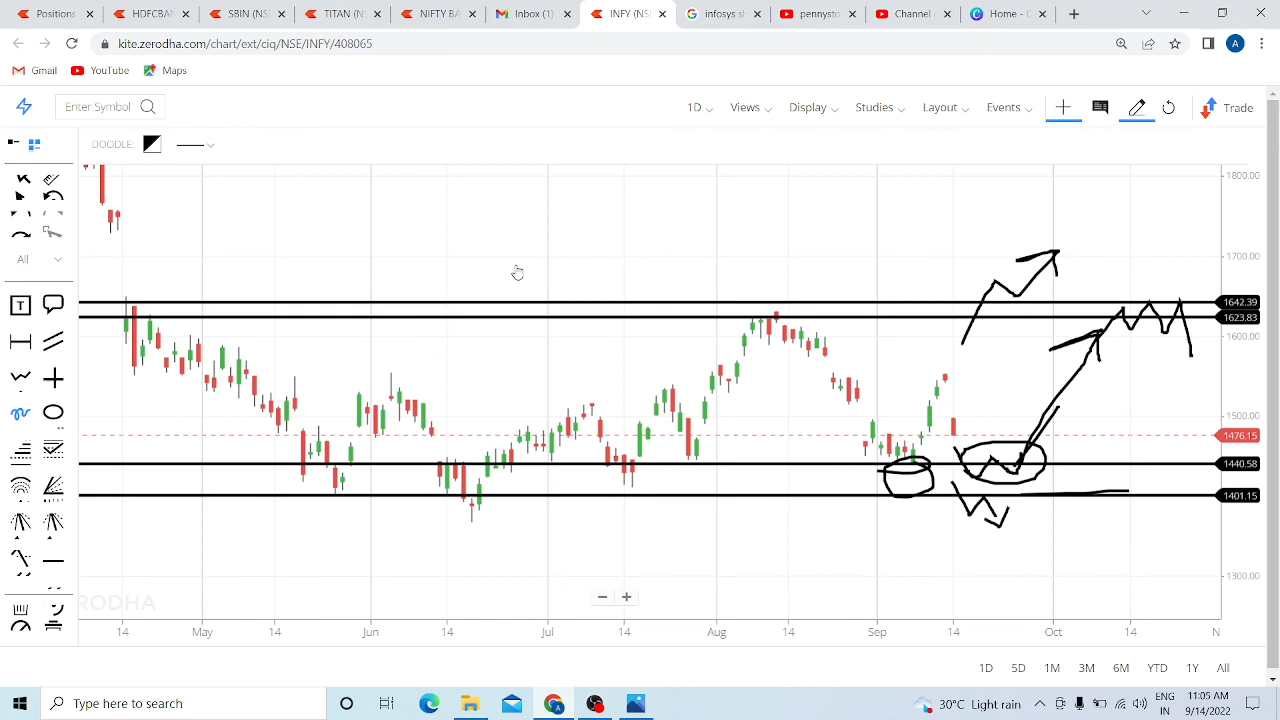 Positions
HDFCBAN
SBIN (NS
TITAN (NS
NIFTY BA
Inbox (1)
INFY (NS
infosys sh
pennysto
Channel
Home - C
kite.zerodha.com/chart/ext/ciq/NSE/INFY/408065
A
Gmail
YouTube
Maps
Enter Symbol
1D
Views
Display
Studies
Layout
Events
Trade
DOODLE:
All
T
1800.00
1700.00
1642.39
1623.83
1600.00
1500.00
1476.15
1440.58
1401.15
1300.00
RODHA
14
May
14
Jun
14
Jul
14
Aug
14
Sep
14
Oct
14
N
1D
5D
1M
3M
6M
YTD
1Y
All
Type here to search
30°C Light rain
ENG
IN
11:05 AM
9/14/2022